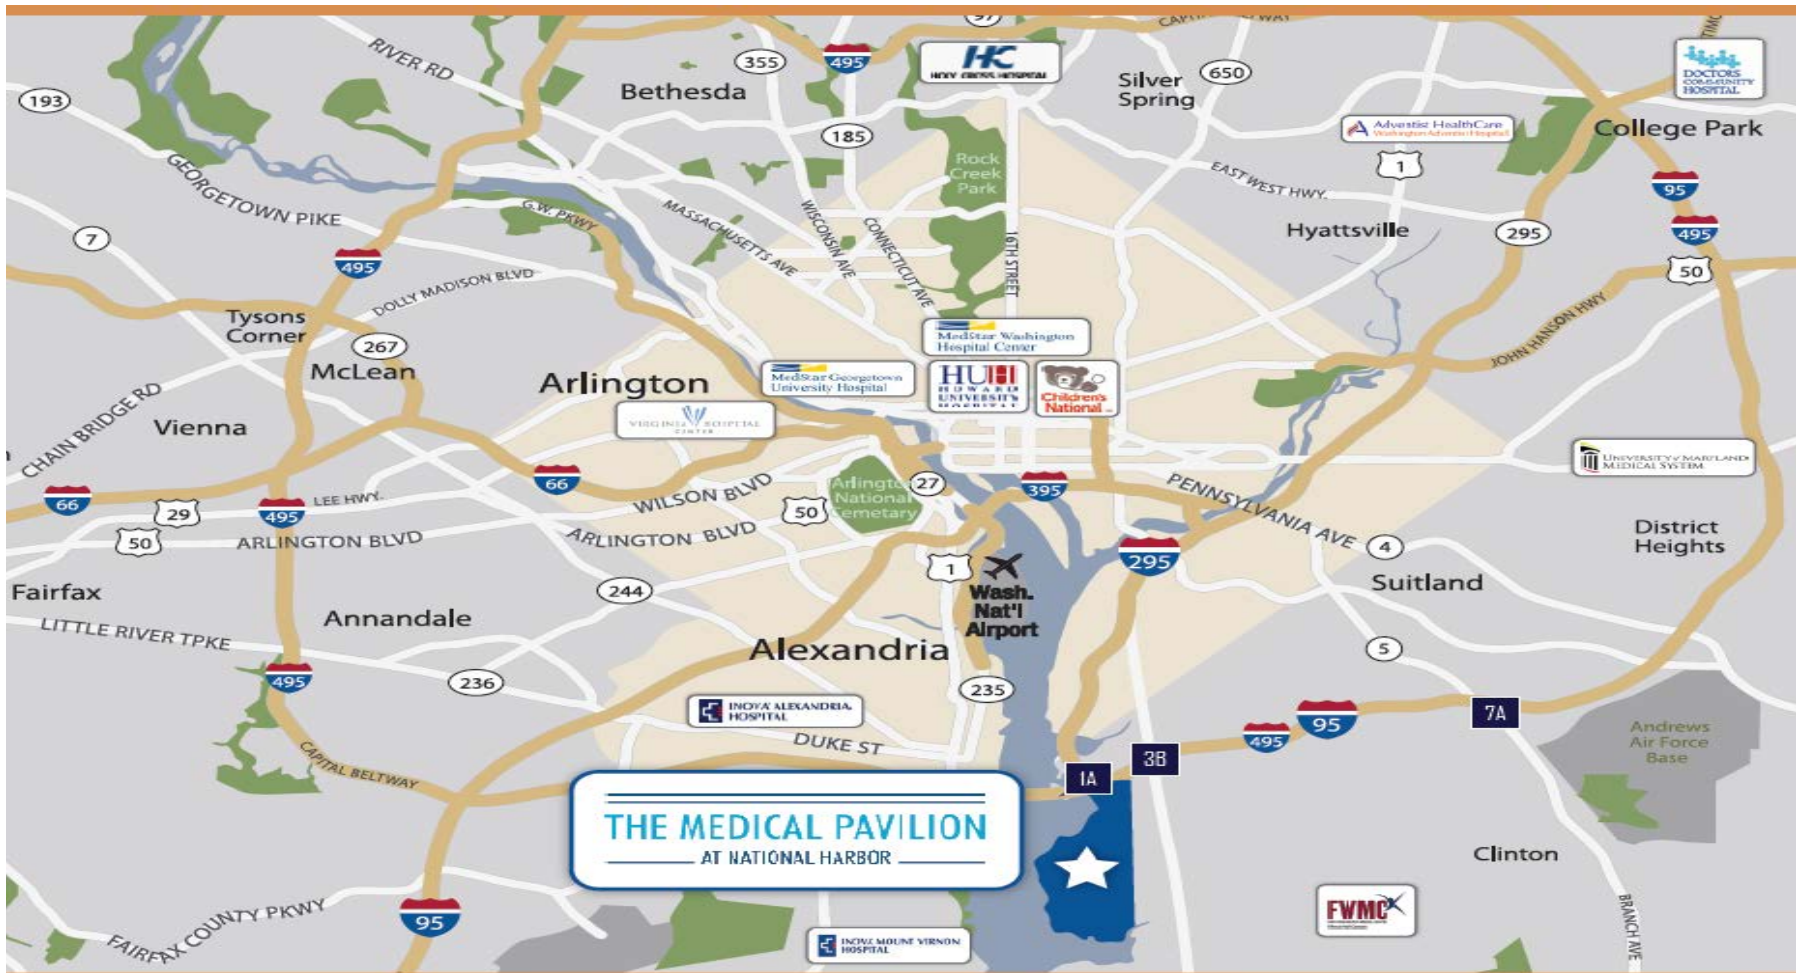 97
CAPITAL BELTWAY
RIVER RD
355
495
HC
HOLY CROSS HOSPITAL
Silver
Spring
650
DOCTORS
COMMUNITY
HOSPITAL
193
Bethesda
185
Adventist HealthCare
Washington Adventist Hospital
College Park
1
Rock
Creek
Park
EAST WEST HWY.
95
GEORGETOWN PIKE
G.W. PKWY
MASSACHUSETTS AVE
WISCONSIN AVE
CONNECTICUT AVE
16TH STREET
Hyattsville
295
495
7
495
50
DOLLY MADISON BLVD
Tysons
Corner
267
McLean
JOHN HANSON HWY
MedStar Washington
Hospital Center
Arlington
MedStar Georgetown
University Hospital
HUH
HOWARD
UNIVERSITY
HOSPITAL
Children's
National
VIRGINIA HOSPITAL
CENTER
CHAIN BRIDGE RD
Vienna
UNIVERSITY of MARYLAND
MEDICAL SYSTEM
66
29
495
LEE HWY.
66
WILSON BLVD
50
Arlington
National
Cemetary
27
395
PENNSYLVANIA AVE
50
ARLINGTON BLVD
ARLINGTON BLVD
4
District
Heights
1
295
Fairfax
244
Wash.
Nat'l
Airport
Suitland
Annandale
LITTLE RIVER TPKE
Alexandria
5
495
236
235
INOVA ALEXANDRIA
HOSPITAL
DUKE ST
495
95
7A
Andrews
Air Force
Base
CAPITAL BELTWAY
1A
3B
THE MEDICAL PAVILION
AT NATIONAL HARBOR
Clinton
FAIRFAX COUNTY PKWY
95
INOVA MOUNT VERNON
HOSPITAL
FWMC
BRANCH AVE